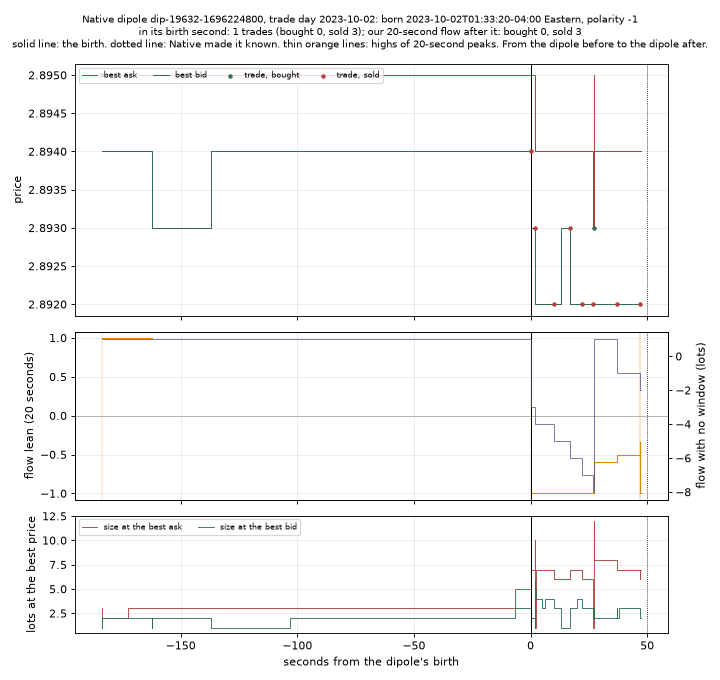 Native dipole dip-19632-1696224800, trade day 2023-10-02: born 2023-10-02T01:33:20-04:00 Eastern, polarity -1
in its birth second: 1 trades (bought 0, sold 3); our 20-second flow after it: bought 0, sold 3
solid line: the birth. dotted line: Native made it known. thin orange lines: highs of 20-second peaks. From the dipole before to the dipole after.
best ask best bid trade, bought trade, sold
2.8950
2.8945
2.8940
2.8935
2.8930
2.8925
2.8920
price
1.0
0.5
0.0
−0.5
−1.0
flow lean (20 seconds)
0
−2
−4
−6
−8
flow with no window (lots)
size at the best ask size at the best bid
12.5
10.0
7.5
5.0
2.5
lots at the best price
−150 −100 −50 0 50
seconds from the dipole's birth